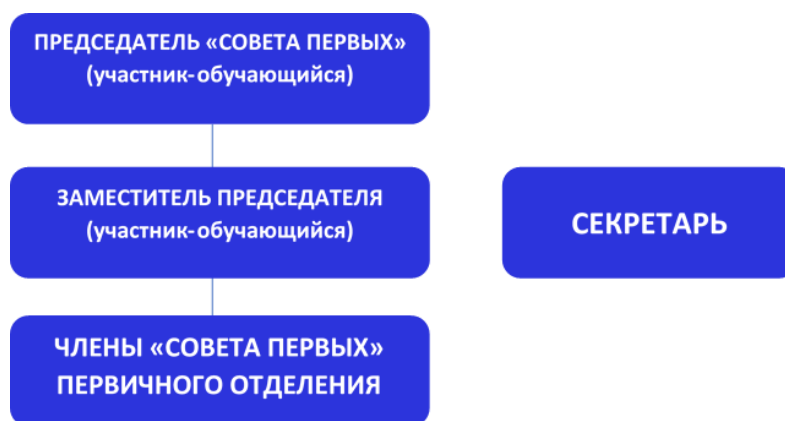 ПРЕДСЕДАТЕЛЬ «СОВЕТА ПЕРВЫХ»
(участник-обучающийся)
ЗАМЕСТИТЕЛЬ ПРЕДСЕДАТЕЛЯ
(участник-обучающийся)
СЕКРЕТАРЬ
ЧЛЕНЫ «СОВЕТА ПЕРВЫХ»
ПЕРВИЧНОГО ОТДЕЛЕНИЯ